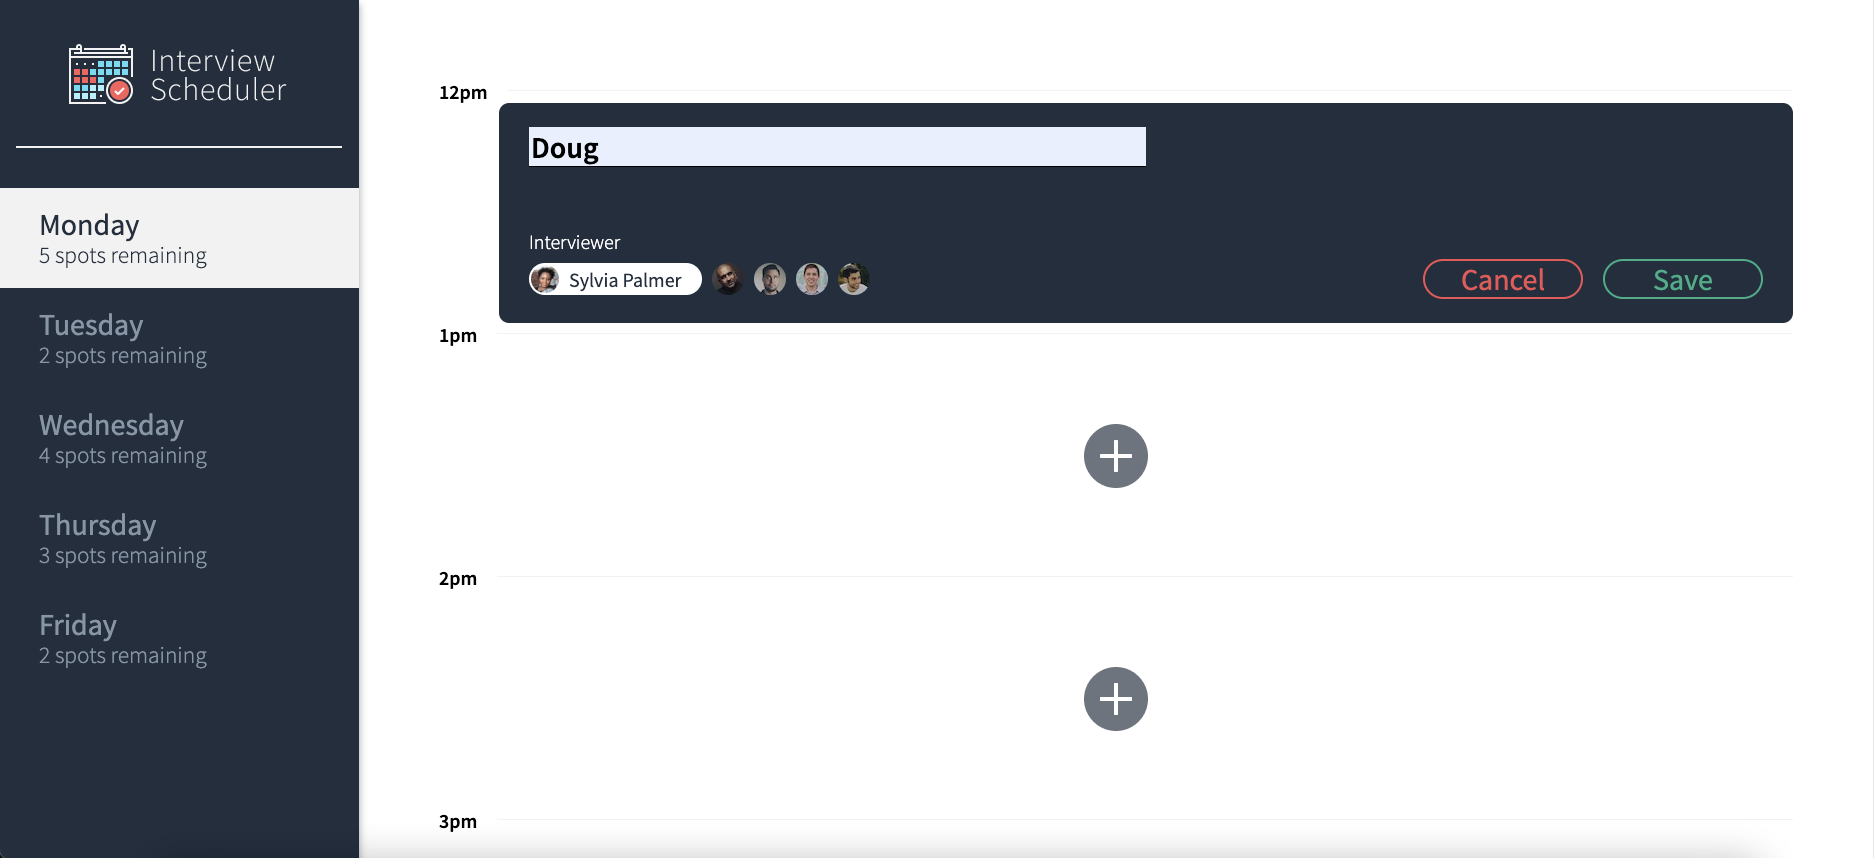 Interview
Scheduler
Monday
5 spots remaining
Tuesday
2 spots remaining
Wednesday
4 spots remaining
Thursday
3 spots remaining
Friday
2 spots remaining
12pm
Doug
Interviewer
Sylvia Palmer
Cancel
Save
1pm
2pm
3pm